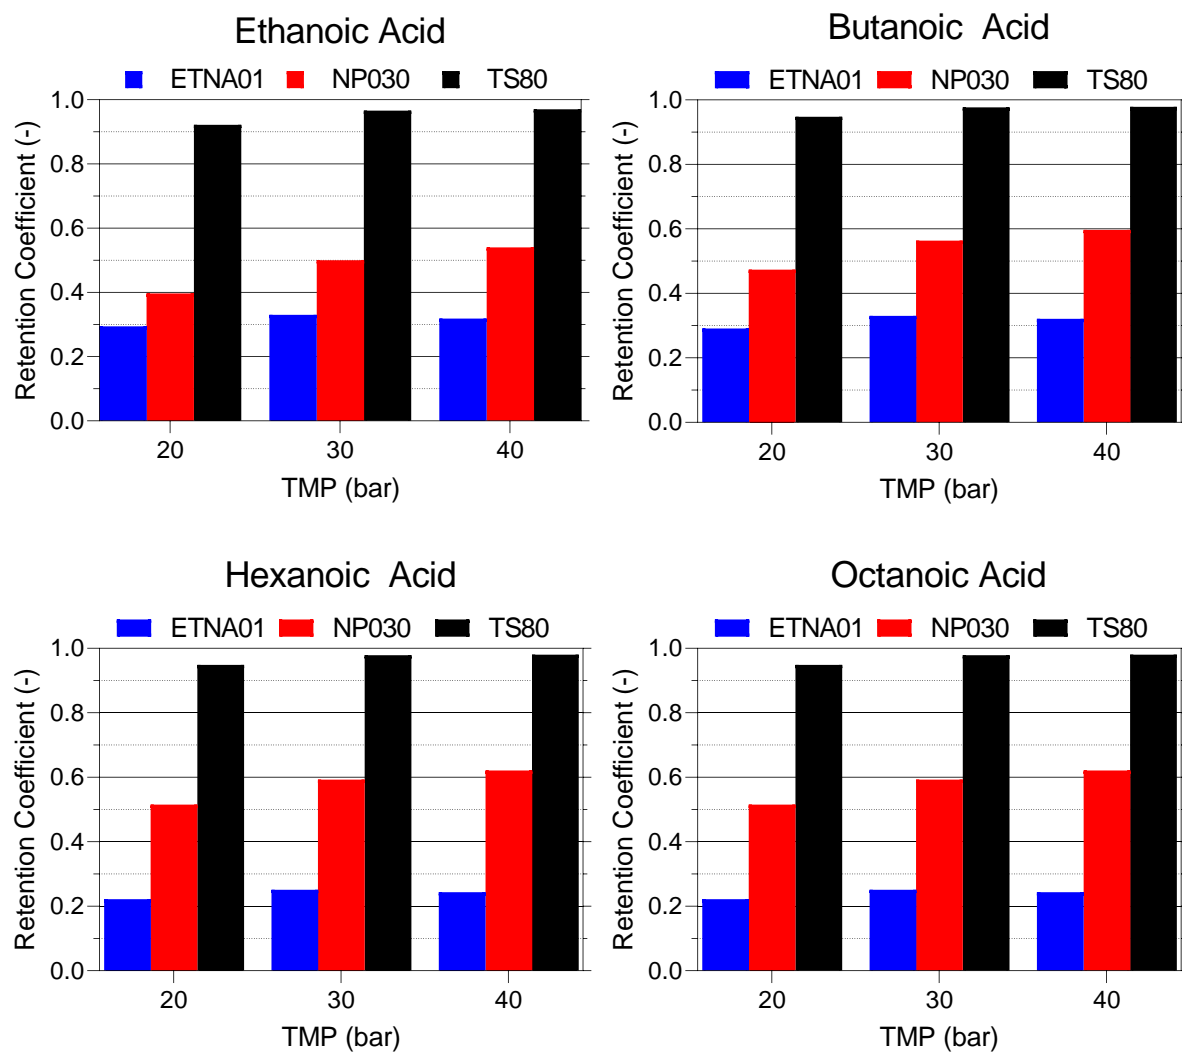 Ethanoic Acid
ETNA01 NP030 TS80
Retention Coefficient (-)
1.0
0.8
0.6
0.4
0.2
0.0
20 30 40
TMP (bar)
Butanoic Acid
ETNA01 NP030 TS80
Retention Coefficient (-)
1.0
0.8
0.6
0.4
0.2
0.0
20 30 40
TMP (bar)
Hexanoic Acid
ETNA01 NP030 TS80
Retention Coefficient (-)
1.0
0.8
0.6
0.4
0.2
0.0
20 30 40
TMP (bar)
Octanoic Acid
ETNA01 NP030 TS80
Retention Coefficient (-)
1.0
0.8
0.6
0.4
0.2
0.0
20 30 40
TMP (bar)